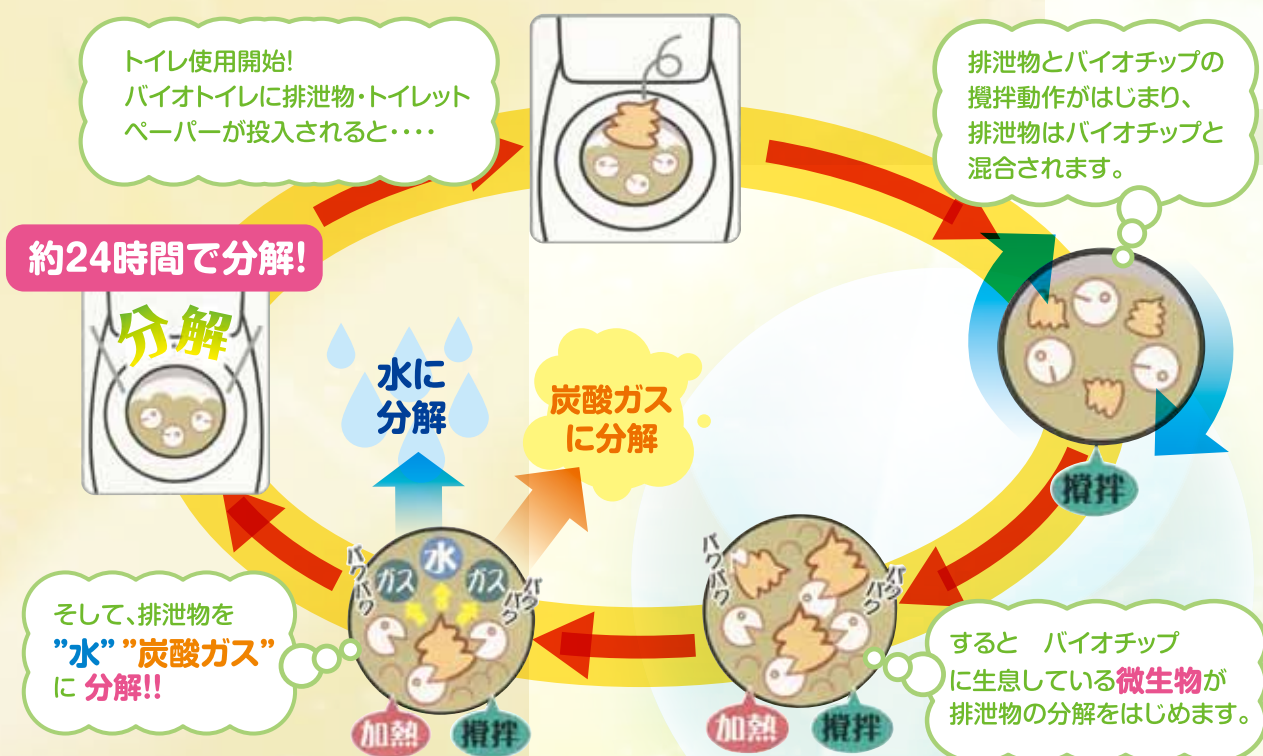 トイレ使用開始!
バイオトイレに排泄物・トイレット
ペーパーが投入されると・・・・
排泄物とバイオチップの
攪拌動作がはじまり、
排泄物はバイオチップと
混合されます。
攪拌
すると　バイオチップ
に生息している微生物が
排泄物の分解をはじめます。
パクパク
パクパク
加熱
攪拌
そして、排泄物を
”水””炭酸ガス”
に 分解!!
パクパク
パクパク
ガス
水
ガス
加熱
攪拌
水に
分解
炭酸ガス
に分解
約24時間で分解!
分解